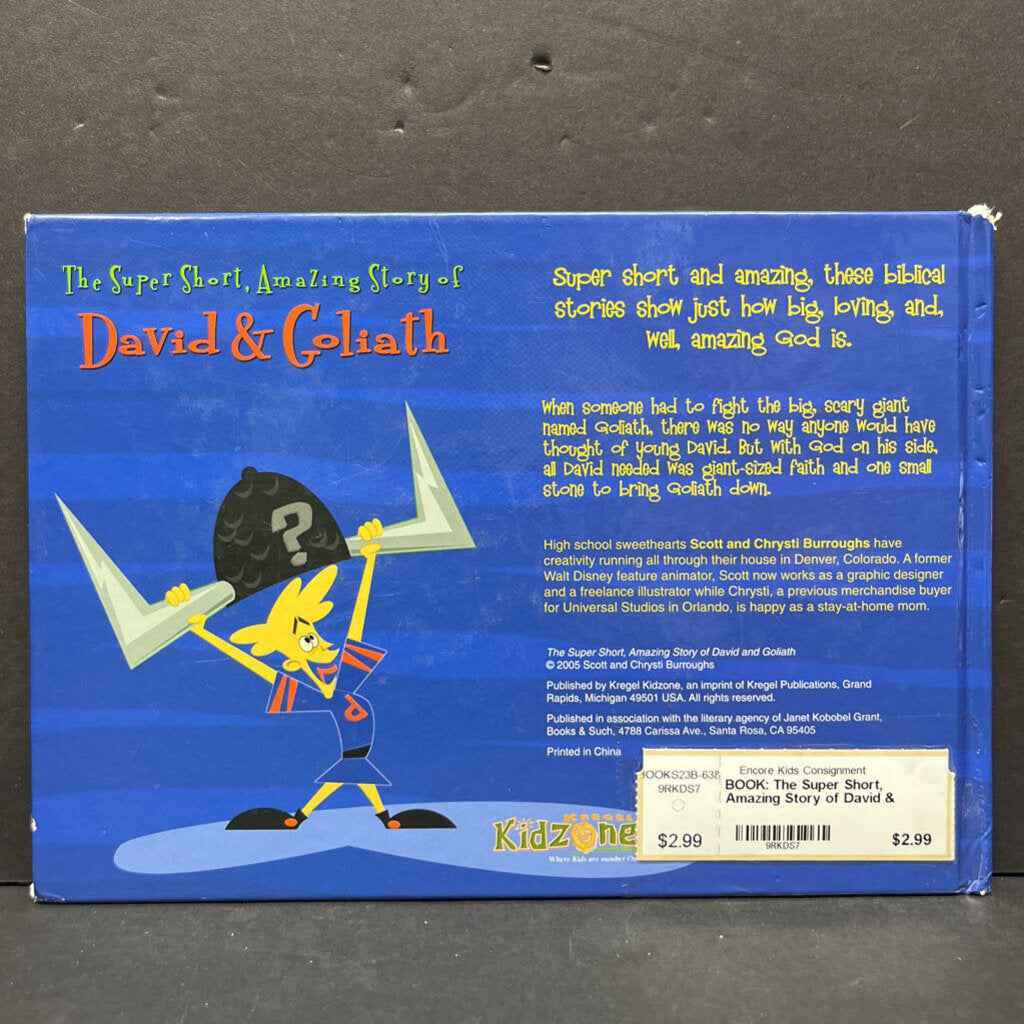 The Super Short, Amazing Story of
David & Goliath
?
D
Super short and amazing, these biblical
stories show just how big, loving, and,
well, amazing God is.
When someone had to fight the big, scary giant
named Goliath, there was no way anyone would have
thought of young David. But with God on his side,
all David needed was giant-sized faith and one small
stone to bring Goliath down.
High school sweethearts Scott and Chrysti Burroughs have
creativity running all through their house in Denver, Colorado. A former
Walt Disney feature animator, Scott now works as a graphic designer
and a freelance illustrator while Chrysti, a previous merchandise buyer
for Universal Studios in Orlando, is happy as a stay-at-home mom.
The Super Short, Amazing Story of David and Goliath
© 2005 Scott and Chrysti Burroughs
Published by Kregel Kidzone, an imprint of Kregel Publications, Grand
Rapids, Michigan 49501 USA. All rights reserved.
Published in association with the literary agency of Janet Kobobel Grant,
Books & Such, 4788 Carissa Ave., Santa Rosa, CA 95405
Printed in China
KREGEL
Kidzone
Where Kids are number
BOOKS23B-638
9RKDS7
$2.99
Encore Kids Consignment
BOOK: The Super Short,
Amazing Story of David &
9RKDS7
$2.99